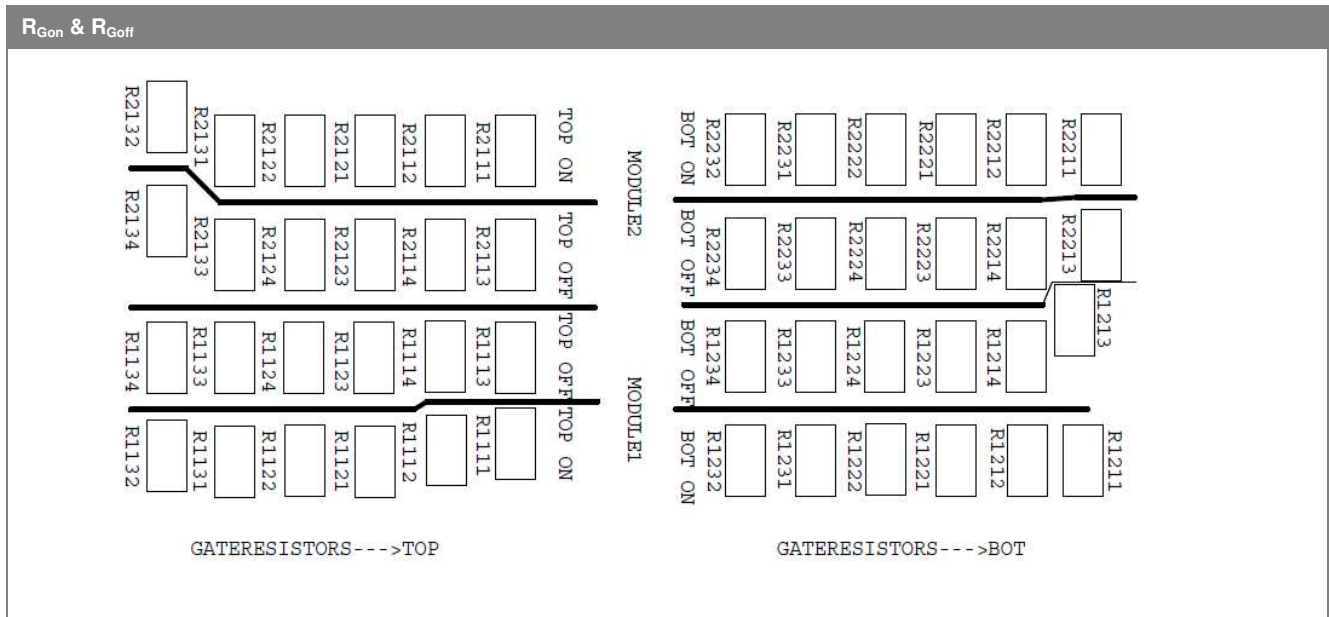 RGon & RGoff
R2132
R2131
R2122
R2121
R2112
R2111
TOP ON
R2134
R2133
R2124
R2123
R2114
R2113
TOP OFF
R1134
R1133
R1124
R1123
R1114
R1113
TOP OFF
R1132
R1131
R1122
R1121
R1112
R1111
TOP ON
MODULE2
MODULE1
BOT ON
R2232
R2231
R2222
R2221
R2212
R2211
BOT OFF
R2234
R2233
R2224
R2223
R2214
R2213
BOT OFF
R1234
R1233
R1224
R1223
R1214
R1213
BOT ON
R1232
R1231
R1222
R1221
R1212
R1211
GATERESISTORS--->TOP
GATERESISTORS--->BOT